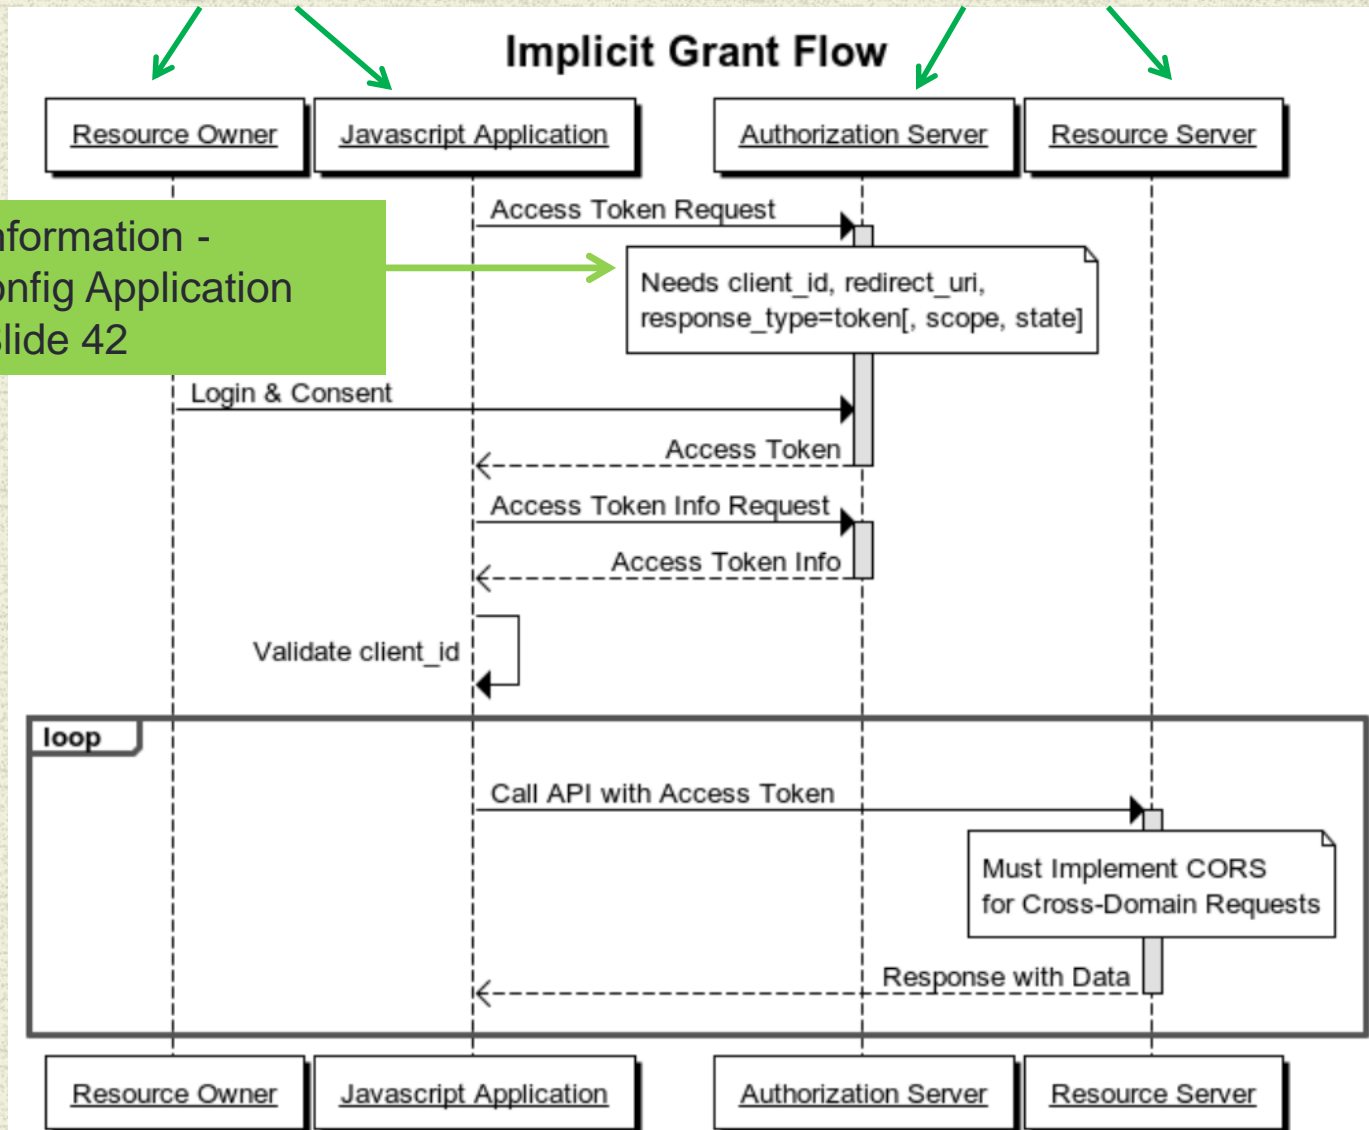 Implicit Grant Flow
Resource Owner
Javascript Application
Authorization Server
Resource Server
Access Token Request
nformation -
onfig Application
Slide 42
Needs client_id, redirect_uri,
response_type=token[, scope, state]
Login & Consent
Access Token
Access Token Info Request
Access Token Info
Validate client_id
loop
Call API with Access Token
Must Implement CORS
for Cross-Domain Requests
Response with Data
Resource Owner
Javascript Application
Authorization Server
Resource Server